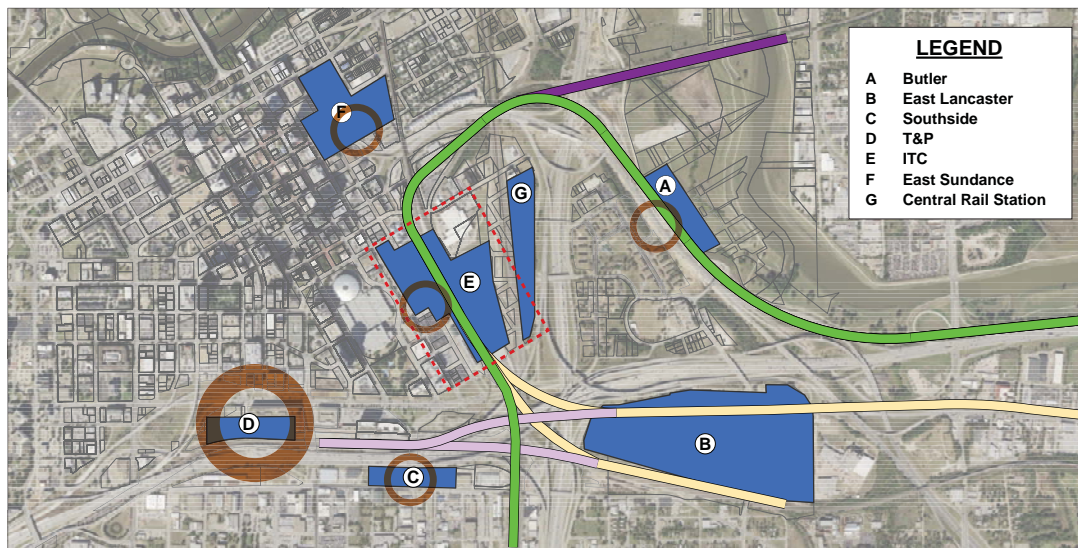 LEGEND
A Butler
B East Lancaster
C Southside
D T&P
E ITC
F East Sundance
G Central Rail Station
F
G
A
E
D
B
C